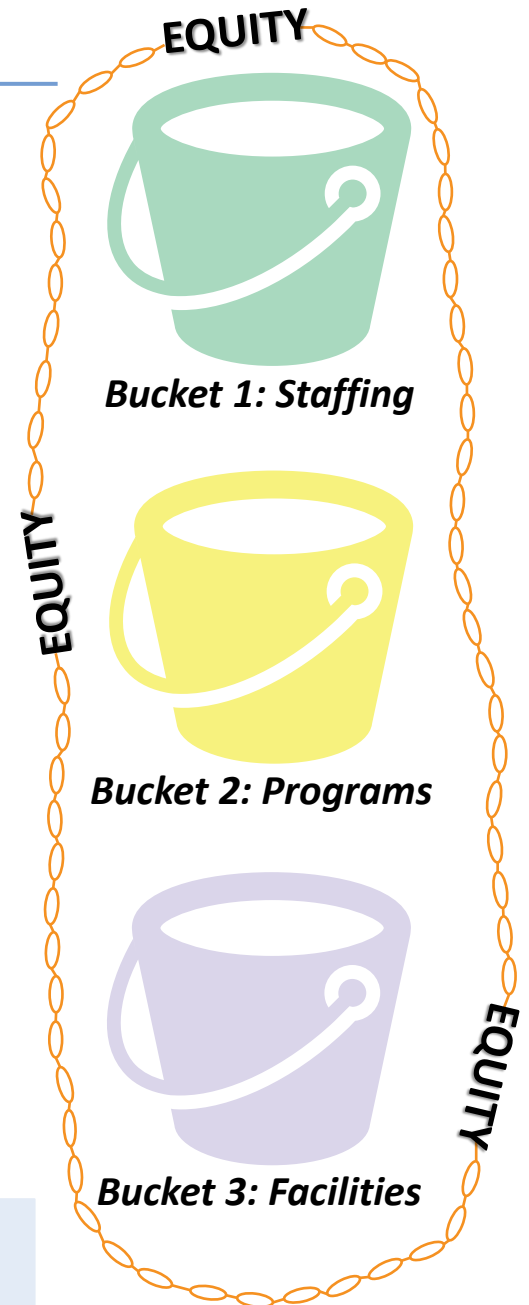 EQUITY
Bucket 1: Staffing
EQUITY
Bucket 2: Programs
EQUITY
Bucket 3: Facilities